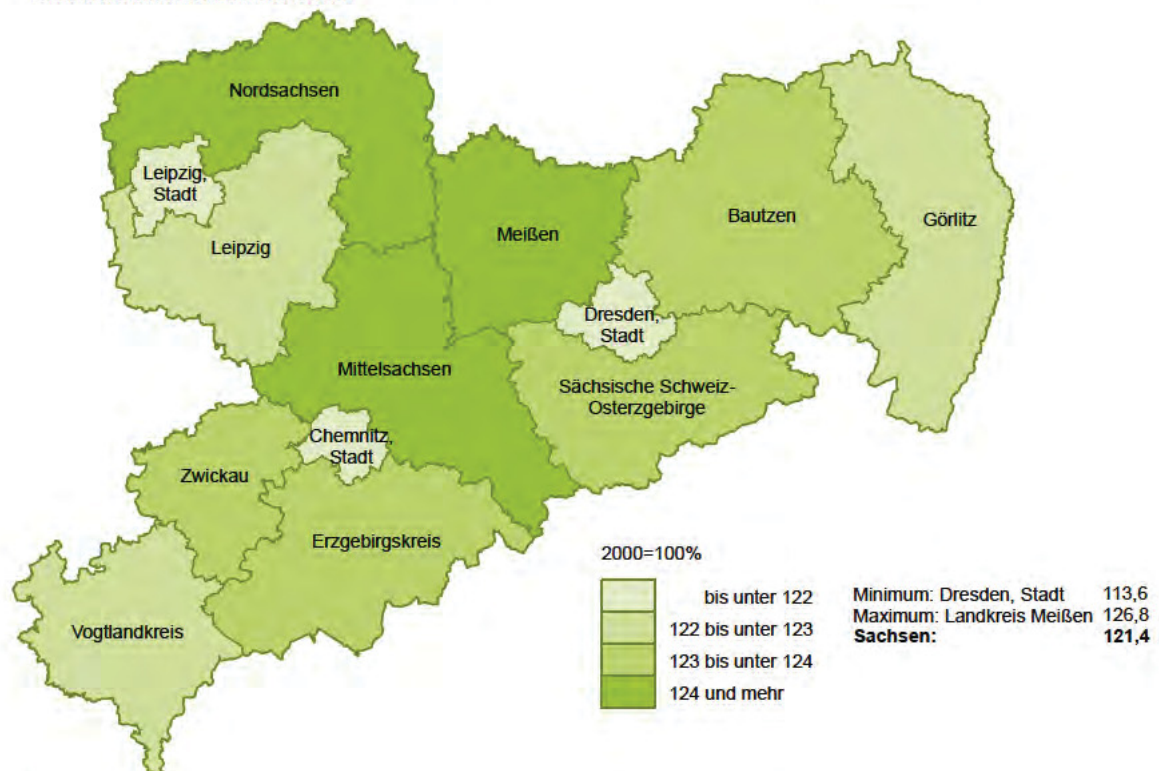 Nordsachsen
Leipzig,
Stadt
Leipzig
Meißen
Bautzen
Görlitz
Dresden,
Stadt
Mittelsachsen
Sächsische Schweiz-
Osterzgebirge
Chemnitz,
Stadt
Zwickau
Erzgebirgskreis
Vogtlandkreis
2000=100%
bis unter 122
122 bis unter 123
123 bis unter 124
124 und mehr
Minimum: Dresden, Stadt 113,6
Maximum: Landkreis Meißen 126,8
Sachsen: 121,4